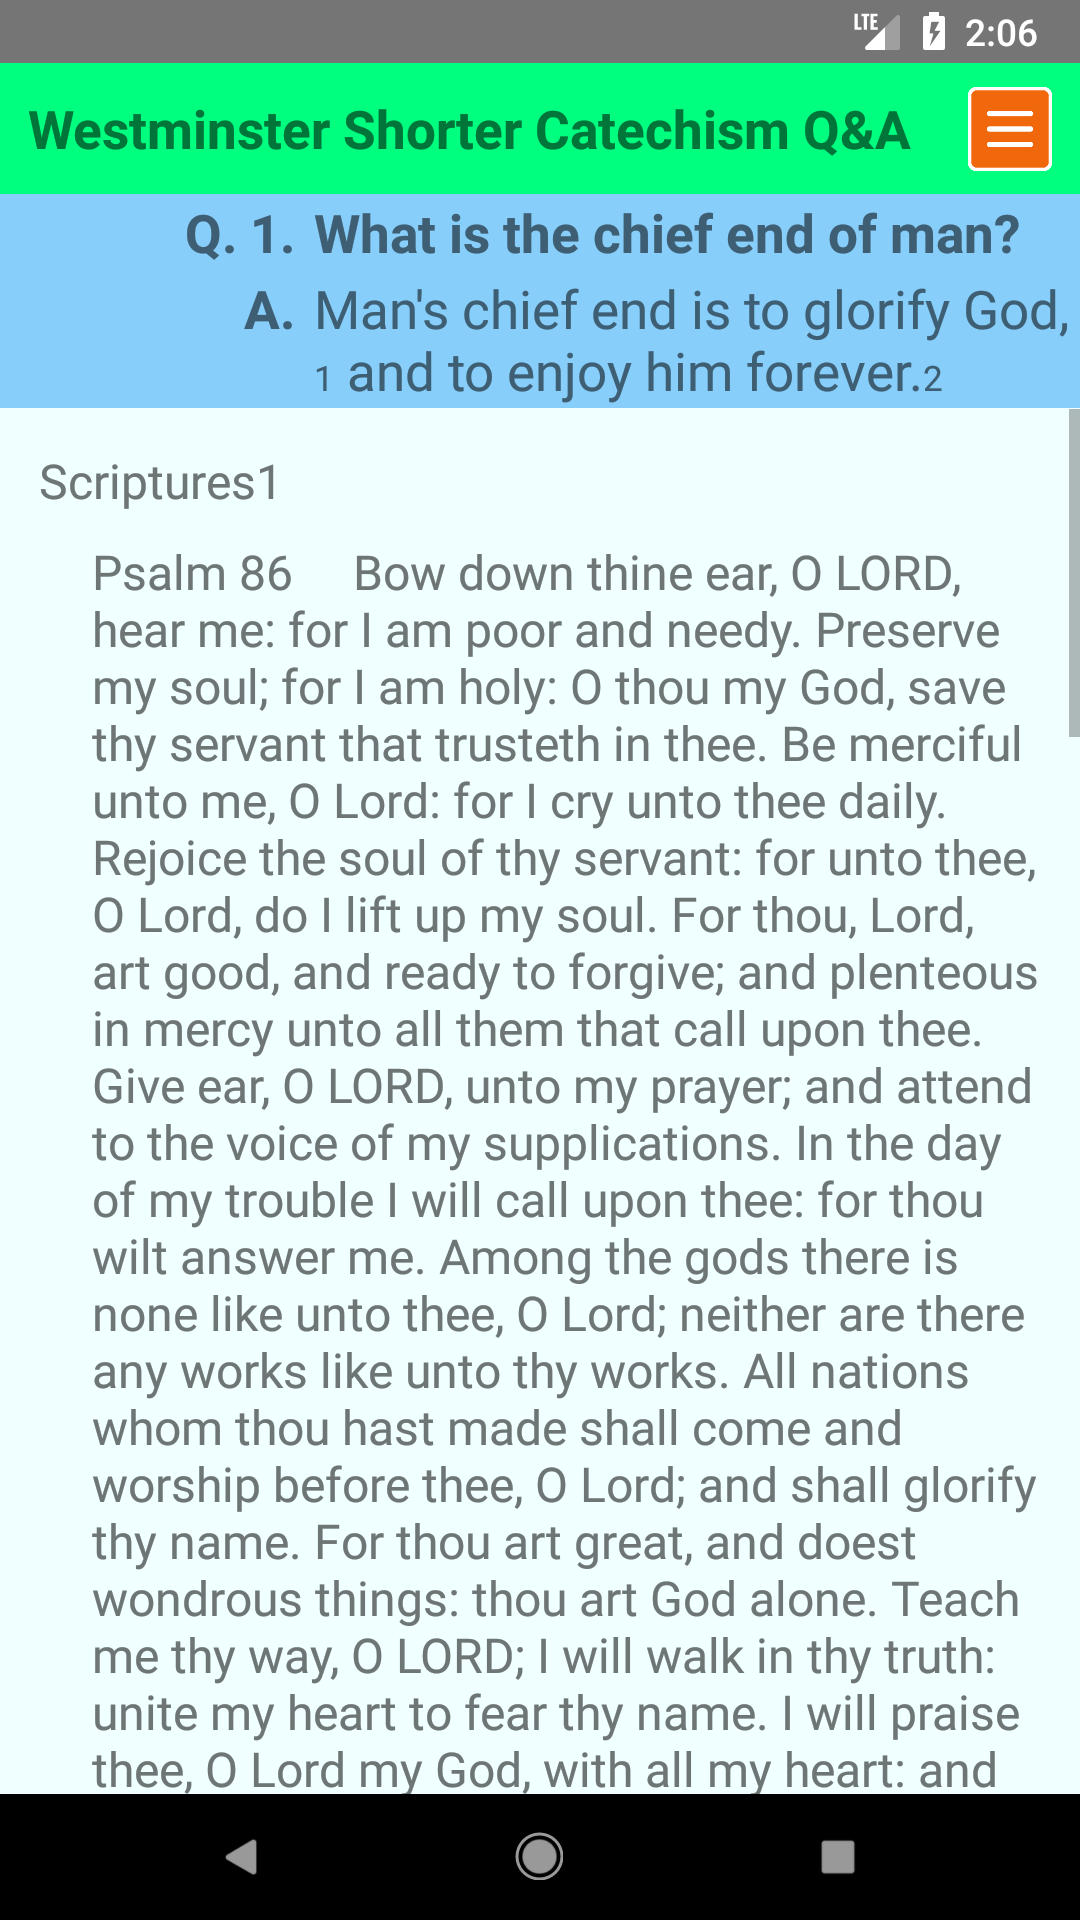 LTE 2:06
Westminster Shorter Catechism Q&A
Q. 1. What is the chief end of man?
A. Man's chief end is to glorify God,
1 and to enjoy him forever.2
Scriptures1
Psalm 86 Bow down thine ear, O LORD,
hear me: for I am poor and needy. Preserve
my soul; for I am holy: O thou my God, save
thy servant that trusteth in thee. Be merciful
unto me, O Lord: for I cry unto thee daily.
Rejoice the soul of thy servant: for unto thee,
O Lord, do I lift up my soul. For thou, Lord,
art good, and ready to forgive; and plenteous
in mercy unto all them that call upon thee.
Give ear, O LORD, unto my prayer; and attend
to the voice of my supplications. In the day
of my trouble I will call upon thee: for thou
wilt answer me. Among the gods there is
none like unto thee, O Lord; neither are there
any works like unto thy works. All nations
whom thou hast made shall come and
worship before thee, O Lord; and shall glorify
thy name. For thou art great, and doest
wondrous things: thou art God alone. Teach
me thy way, O LORD; I will walk in thy truth:
unite my heart to fear thy name. I will praise
thee, O Lord my God, with all my heart: and